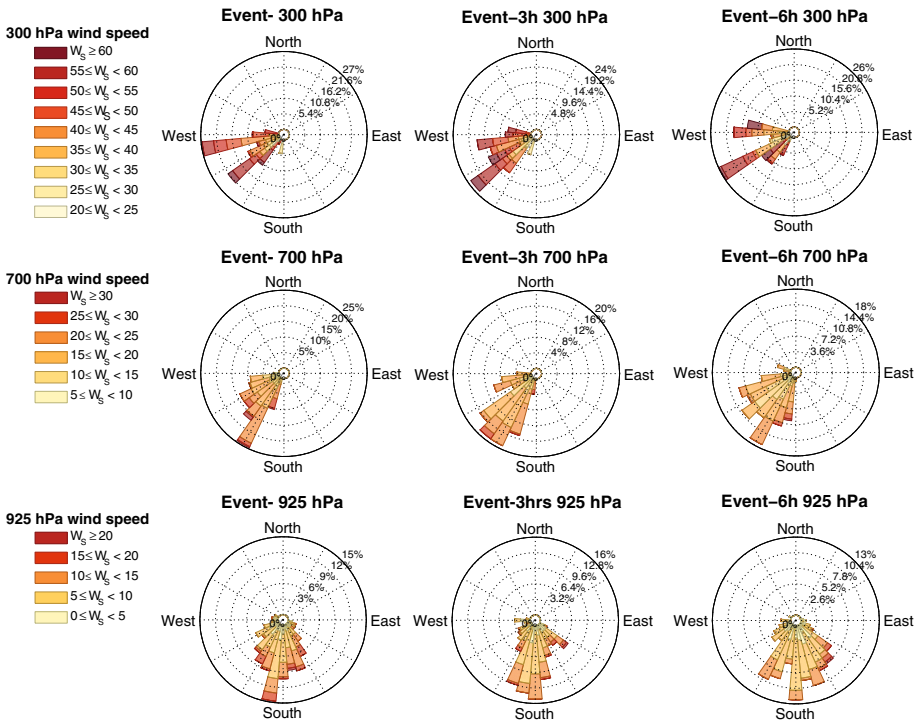 Event- 300 hPa
Event–3h 300 hPa
Event–6h 300 hPa
300 hPa wind speed
W_S ≥ 60
55 ≤ W_S < 60
50 ≤ W_S < 55
45 ≤ W_S < 50
40 ≤ W_S < 45
35 ≤ W_S < 40
30 ≤ W_S < 35
25 ≤ W_S < 30
20 ≤ W_S < 25
North
27%
21.6%
16.2%
10.8%
5.4%
0%
West
East
South
North
24%
19.2%
14.4%
9.6%
4.8%
0%
West
East
South
North
26%
20.8%
15.6%
10.4%
5.2%
0%
West
East
South
Event- 700 hPa
Event–3h 700 hPa
Event–6h 700 hPa
700 hPa wind speed
W_S ≥ 30
25 ≤ W_S < 30
20 ≤ W_S < 25
15 ≤ W_S < 20
10 ≤ W_S < 15
5 ≤ W_S < 10
North
25%
20%
15%
10%
5%
0%
West
East
South
North
20%
16%
12%
8%
4%
0%
West
East
South
North
18%
14.4%
10.8%
7.2%
3.6%
0%
West
East
South
Event- 925 hPa
Event-3hrs 925 hPa
Event–6h 925 hPa
925 hPa wind speed
W_S ≥ 20
15 ≤ W_S < 20
10 ≤ W_S < 15
5 ≤ W_S < 10
0 ≤ W_S < 5
North
15%
12%
9%
6%
3%
0%
West
East
South
North
16%
12.8%
9.6%
6.4%
3.2%
0%
West
East
South
North
13%
10.4%
7.8%
5.2%
2.6%
0%
West
East
South